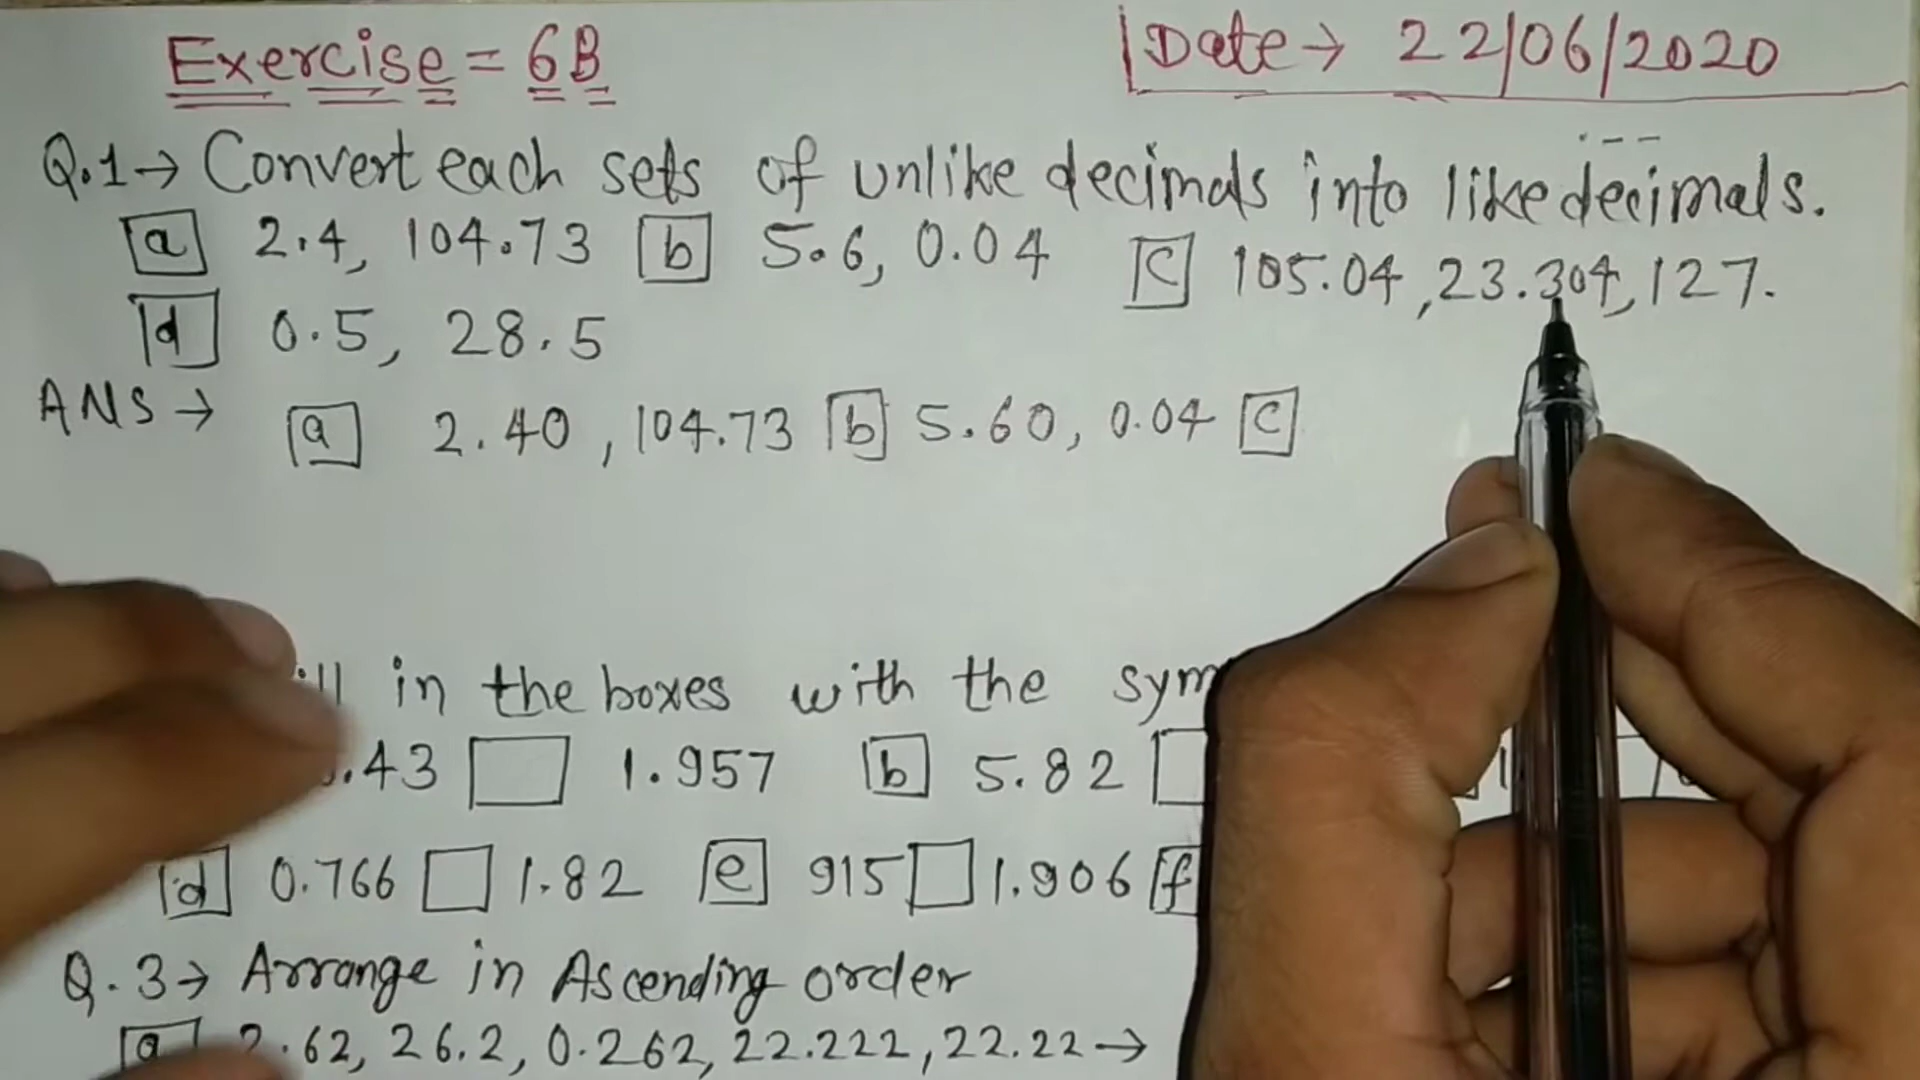 Exercise = 6B
Date → 22/06/2020
Q.1→ Convert each sets of unlike decimals into like decimals.
a 2.4, 104.73 b 5.6, 0.04 c 105.04, 23.304, 127.
d 0.5, 28.5
ANS → a 2.40, 104.73 b 5.60, 0.04 c
in the boxes with the
.43 □ 1.957 b 5.82
d 0.766 □ 1.82 e 915 □ 1.906 f
Q.3→ Arrange in Ascending order
a 2.62, 26.2, 0.262, 22.222, 22.22 →